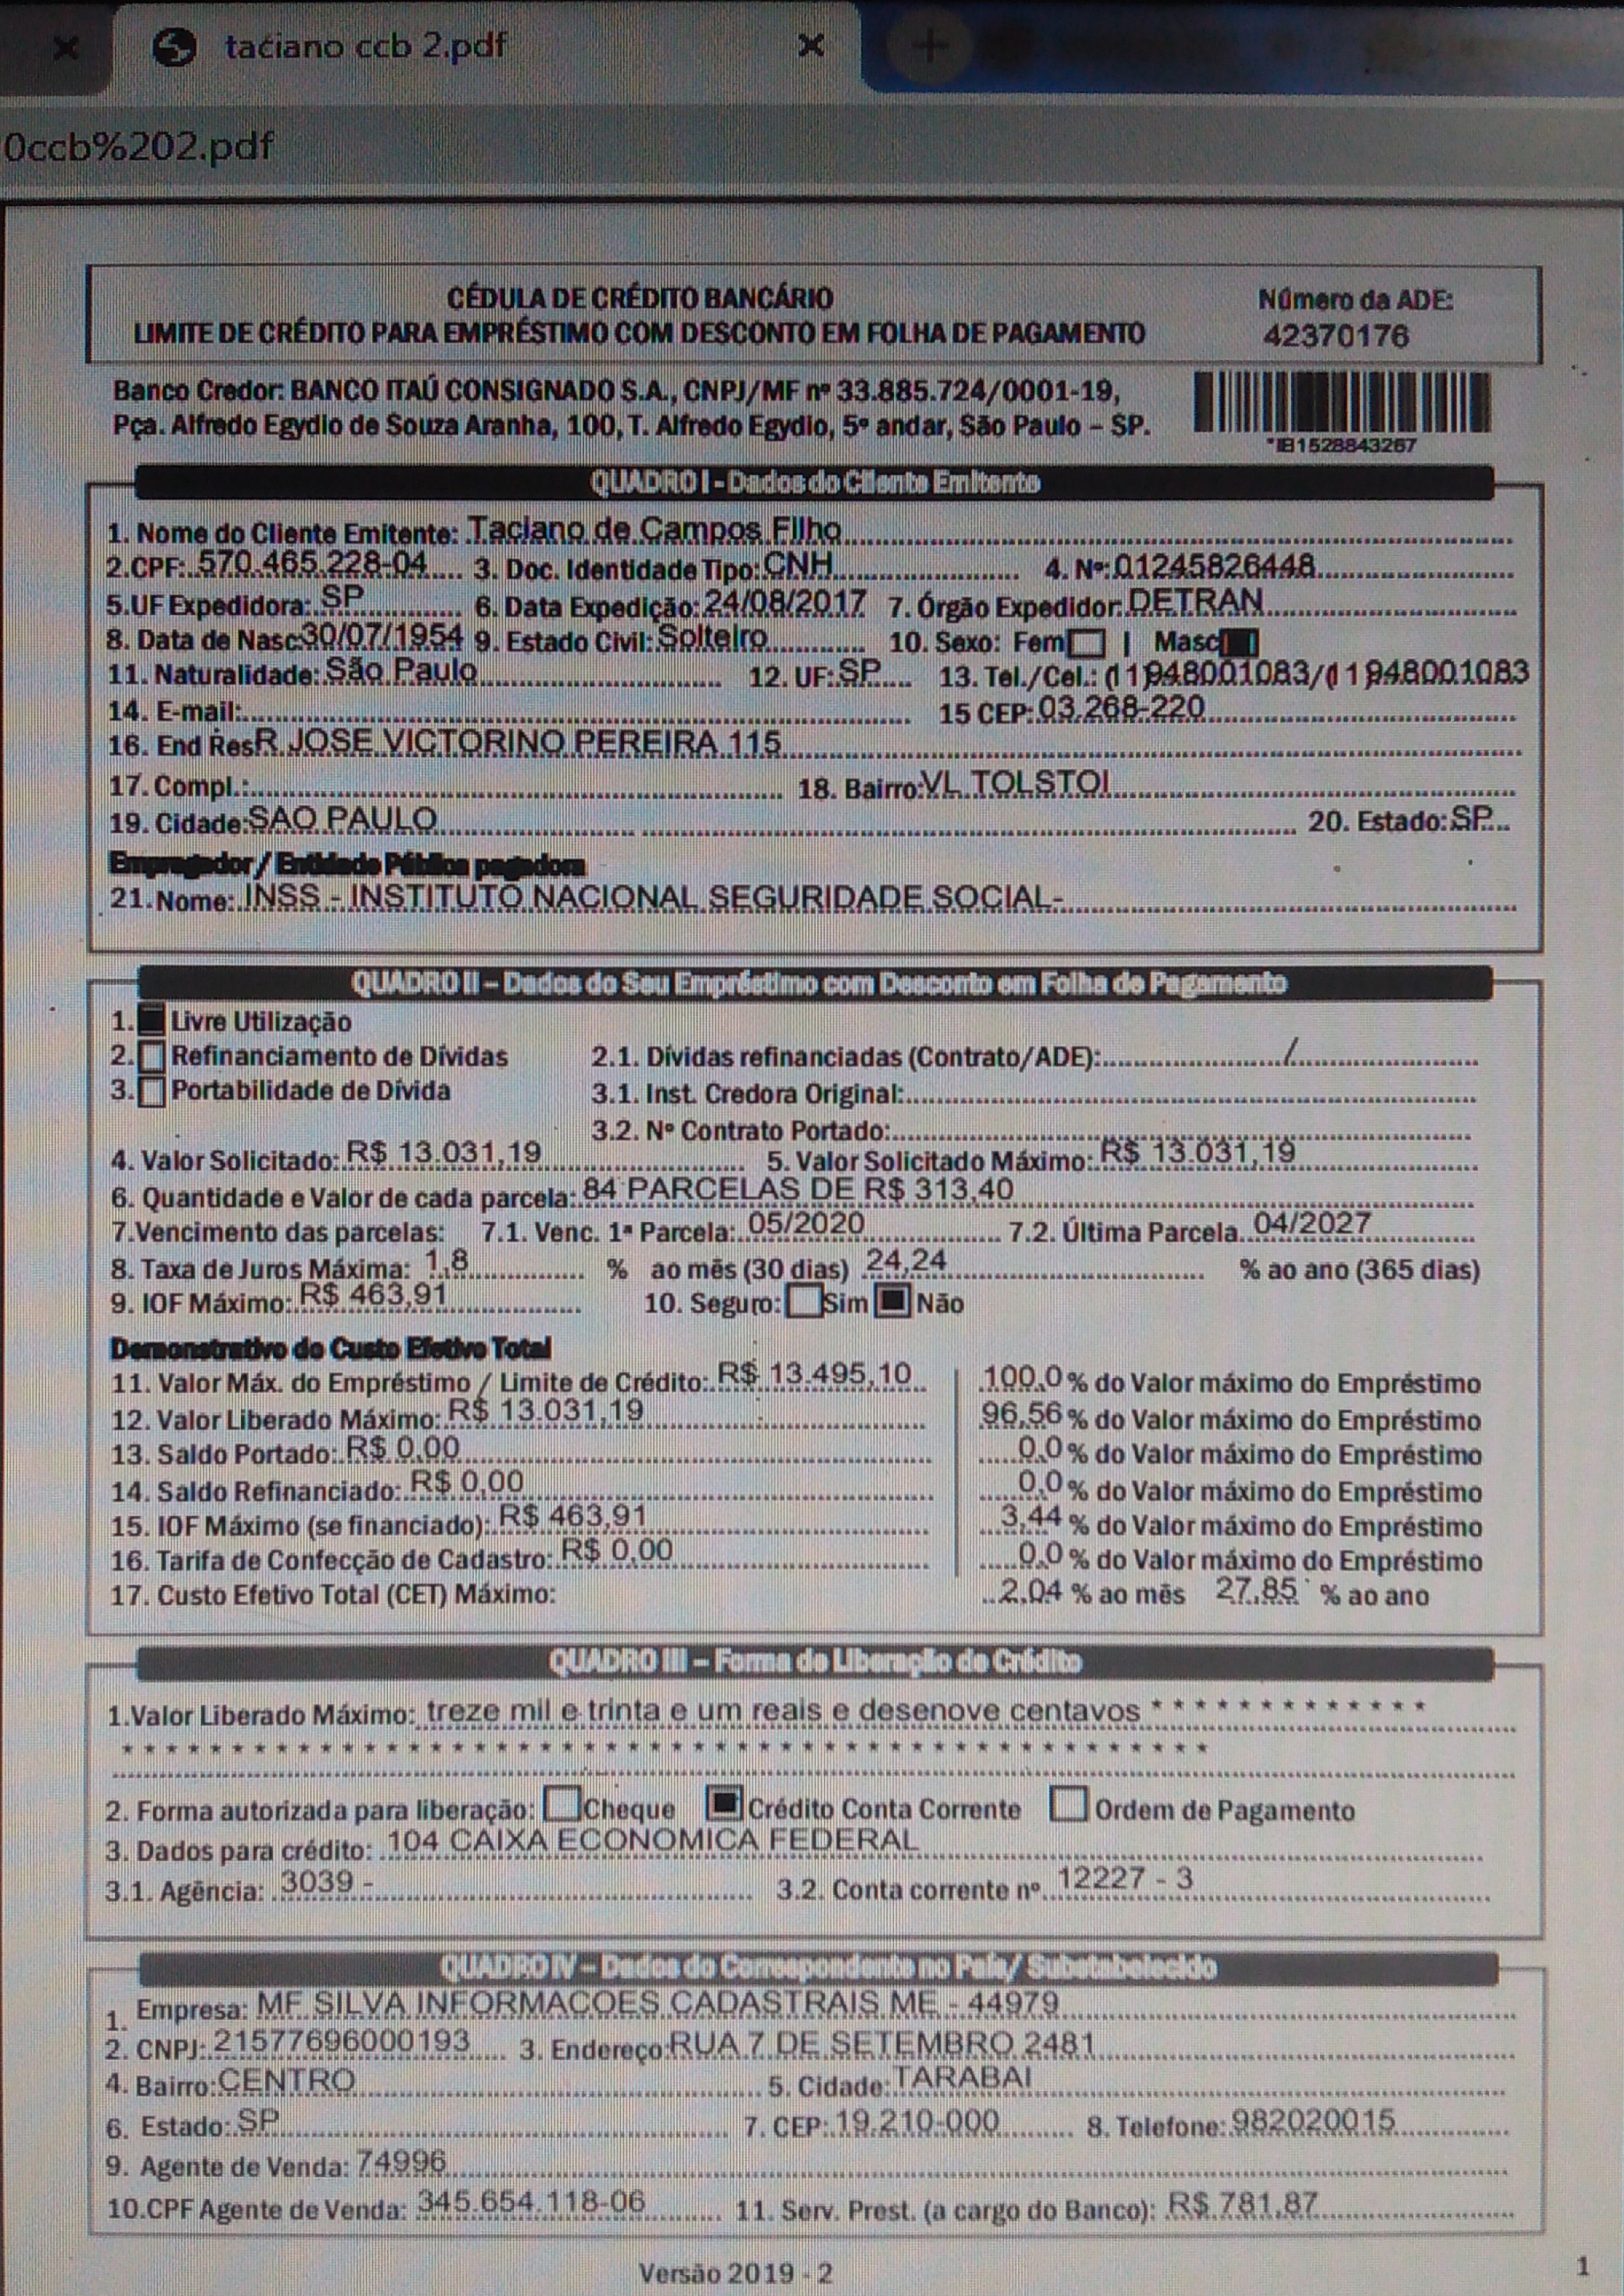 taciano ccb 2.pdf
0ccb%202.pdf
CÉDULA DE CRÉDITO BANCÁRIO
LIMITE DE CRÉDITO PARA EMPRÉSTIMO COM DESCONTO EM FOLHA DE PAGAMENTO
Número da ADE:
42370176
Banco Credor: BANCO ITAÚ CONSIGNADO S.A., CNPJ/MF nº 33.885.724/0001-19,
Pça. Alfredo Egydio de Souza Aranha, 100, T. Alfredo Egydio, 5º andar, São Paulo – SP.
*IB1528843267
QUADRO I - Dados do Cliente Emitente
1. Nome do Cliente Emitente: Taciano de Campos Filho
2.CPF: 570.465.228-04 3. Doc. Identidade Tipo: CNH 4. Nº: 01245826448
5.UF Expedidora: SP 6. Data Expedição: 24/08/2017 7. Órgão Expedidor: DETRAN
8. Data de Nasc: 30/07/1954 9. Estado Civil: Solteiro 10. Sexo: Fem | Masc
11. Naturalidade: São Paulo 12. UF: SP 13. Tel./Cel.: (11)948001083/(11)948001083
14. E-mail: 15 CEP: 03.268-220
16. End Res R JOSE VICTORINO PEREIRA 115
17. Compl.: 18. Bairro: VL TOLSTOI
19. Cidade: SAO PAULO 20. Estado: SP
Empregador / Entidade Pública pagadora
21. Nome: INSS - INSTITUTO NACIONAL SEGURIDADE SOCIAL-
QUADRO II – Dados do Seu Empréstimo com Desconto em Folha de Pagamento
1. Livre Utilização
2. Refinanciamento de Dívidas 2.1. Dívidas refinanciadas (Contrato/ADE): /
3. Portabilidade de Dívida 3.1. Inst. Credora Original:
3.2. Nº Contrato Portado:
4. Valor Solicitado: R$ 13.031,19 5. Valor Solicitado Máximo: R$ 13.031,19
6. Quantidade e Valor de cada parcela: 84 PARCELAS DE R$ 313,40
7.Vencimento das parcelas: 7.1. Venc. 1ª Parcela: 05/2020 7.2. Última Parcela 04/2027
8. Taxa de Juros Máxima: 1,8 % ao mês (30 dias) 24,24 % ao ano (365 dias)
9. IOF Máximo: R$ 463,91 10. Seguro: Sim Não
Demonstrativo do Custo Efetivo Total
11. Valor Máx. do Empréstimo / Limite de Crédito: R$ 13.495,10 100,0 % do Valor máximo do Empréstimo
12. Valor Liberado Máximo: R$ 13.031,19 96,56 % do Valor máximo do Empréstimo
13. Saldo Portado: R$ 0,00 0,0 % do Valor máximo do Empréstimo
14. Saldo Refinanciado: R$ 0,00 0,0 % do Valor máximo do Empréstimo
15. IOF Máximo (se financiado): R$ 463,91 3,44 % do Valor máximo do Empréstimo
16. Tarifa de Confecção de Cadastro: R$ 0,00 0,0 % do Valor máximo do Empréstimo
17. Custo Efetivo Total (CET) Máximo: 2,04 % ao mês 27,85 % ao ano
QUADRO III – Forma de Liberação do Crédito
1.Valor Liberado Máximo: treze mil e trinta e um reais e desenove centavos * * * * * * * * * * * * *
* * * * * * * * * * * * * * * * * * * * * * * * * * * * * * * * * * * * * *
2. Forma autorizada para liberação: Cheque Crédito Conta Corrente Ordem de Pagamento
3. Dados para crédito: 104 CAIXA ECONOMICA FEDERAL
3.1. Agência: 3039 - 3.2. Conta corrente nº 12227 - 3
QUADRO IV – Dados do Correspondente no País/ Substabelecido
1. Empresa: MF SILVA INFORMACOES CADASTRAIS ME - 44979
2. CNPJ: 21577696000193 3. Endereço RUA 7 DE SETEMBRO 2481
4. Bairro: CENTRO 5. Cidade: TARABAI
6. Estado: SP 7. CEP: 19.210-000 8. Telefone: 982020015
9. Agente de Venda: 74996
10.CPF Agente de Venda: 345.654.118-06 11. Serv. Prest. (a cargo do Banco): R$ 781,87
Versão 2019 - 2
1